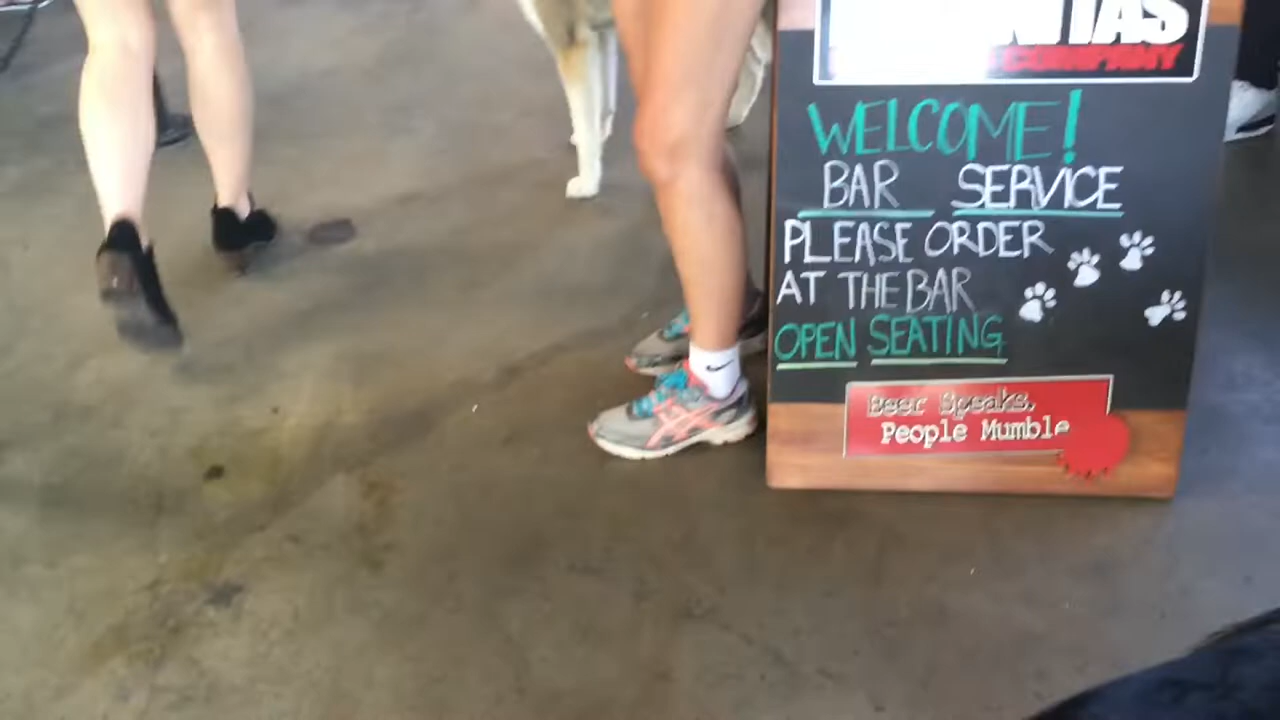 WELCOME!
BAR SERVICE
PLEASE ORDER
AT THE BAR
OPEN SEATING
Beer Speaks.
People Mumble